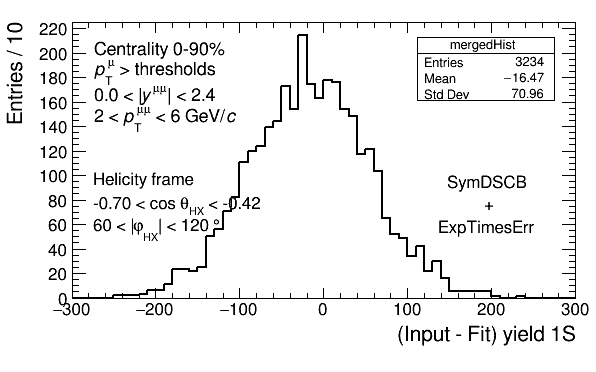 Entries / 10
220
200
180
160
140
120
100
80
60
40
20
0
Centrality 0-90%
p_T^μ > thresholds
0.0 < |y^μμ| < 2.4
2 < p_T^μμ < 6 GeV/c
Helicity frame
-0.70 < cos θ_HX < -0.42
60 < |φ_HX| < 120 °
mergedHist
Entries 3234
Mean −16.47
Std Dev 70.96
SymDSCB
+
ExpTimesErr
−300 −200 −100 0 100 200 300
(Input - Fit) yield 1S